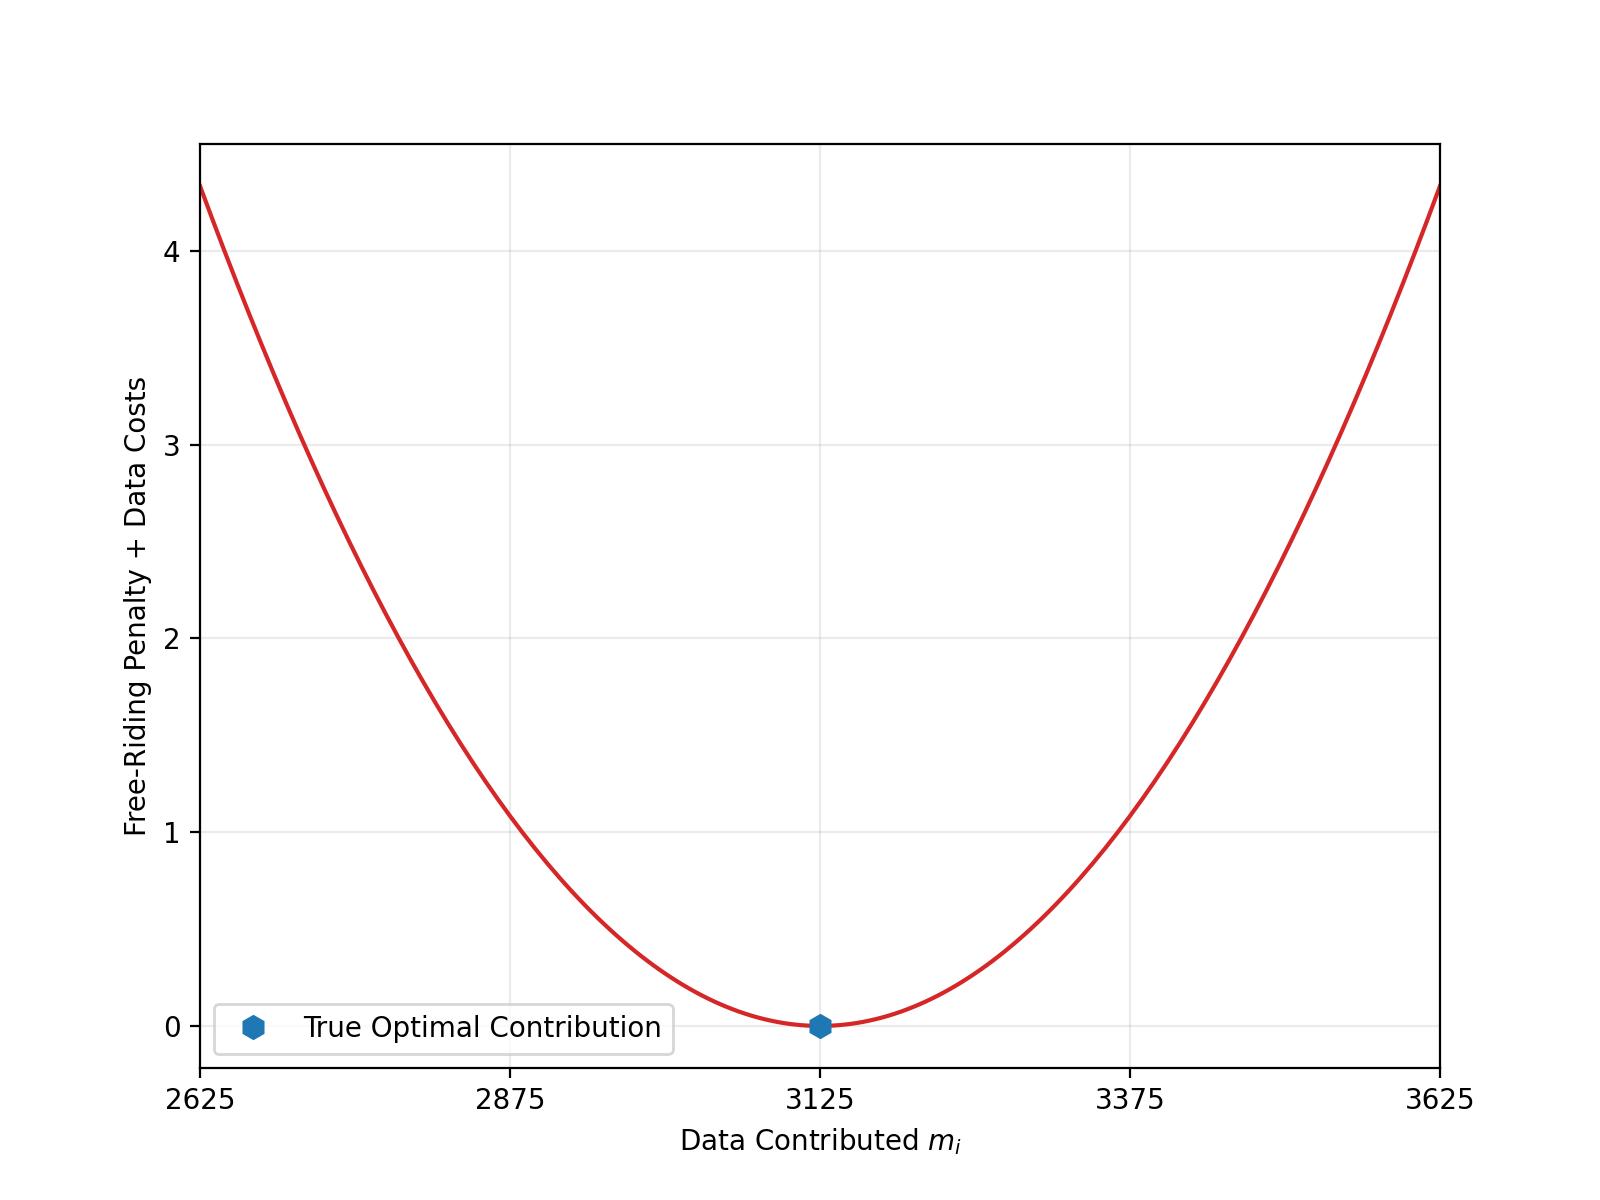 Free-Riding Penalty + Data Costs
4
3
2
1
0
True Optimal Contribution
2625 2875 3125 3375 3625
Data Contributed mᵢ